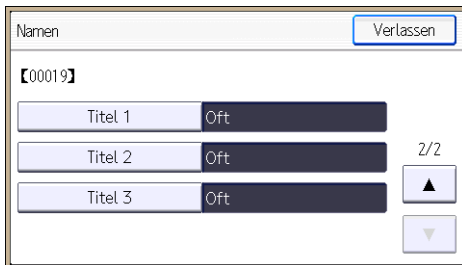 Namen Verlassen
【00019】
Titel 1 Oft
Titel 2 Oft
2/2
Titel 3 Oft